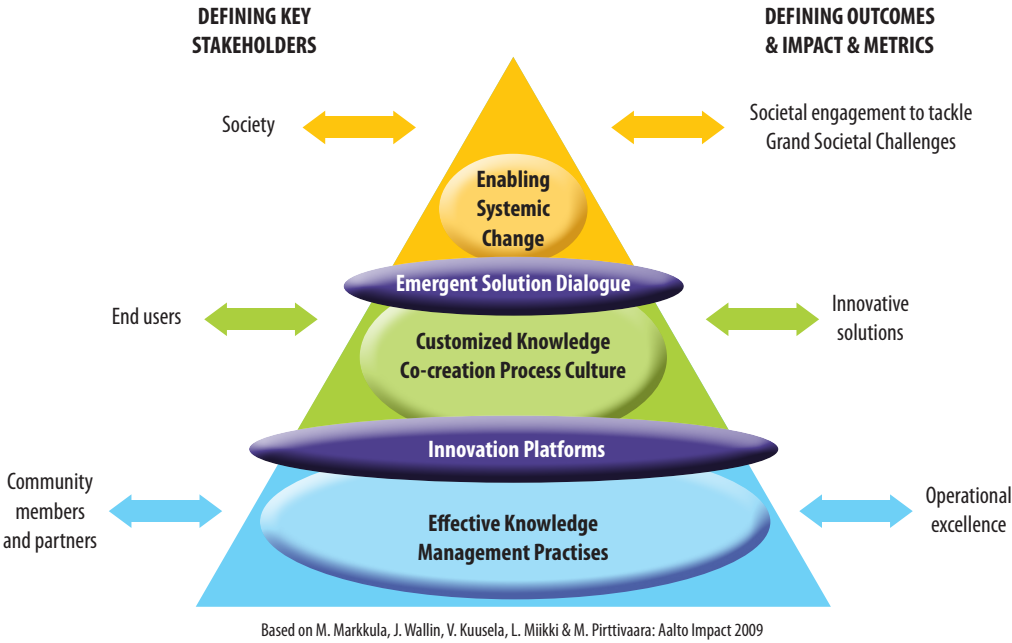 DEFINING KEY
STAKEHOLDERS
DEFINING OUTCOMES
& IMPACT & METRICS
Society
Societal engagement to tackle
Grand Societal Challenges
Enabling
Systemic
Change
Emergent Solution Dialogue
End users
Innovative
solutions
Customized Knowledge
Co-creation Process Culture
Innovation Platforms
Community
members
and partners
Operational
excellence
Effective Knowledge
Management Practises
Based on M. Markkula, J. Wallin, V. Kuusela, L. Miikki & M. Pirttivaara: Aalto Impact 2009